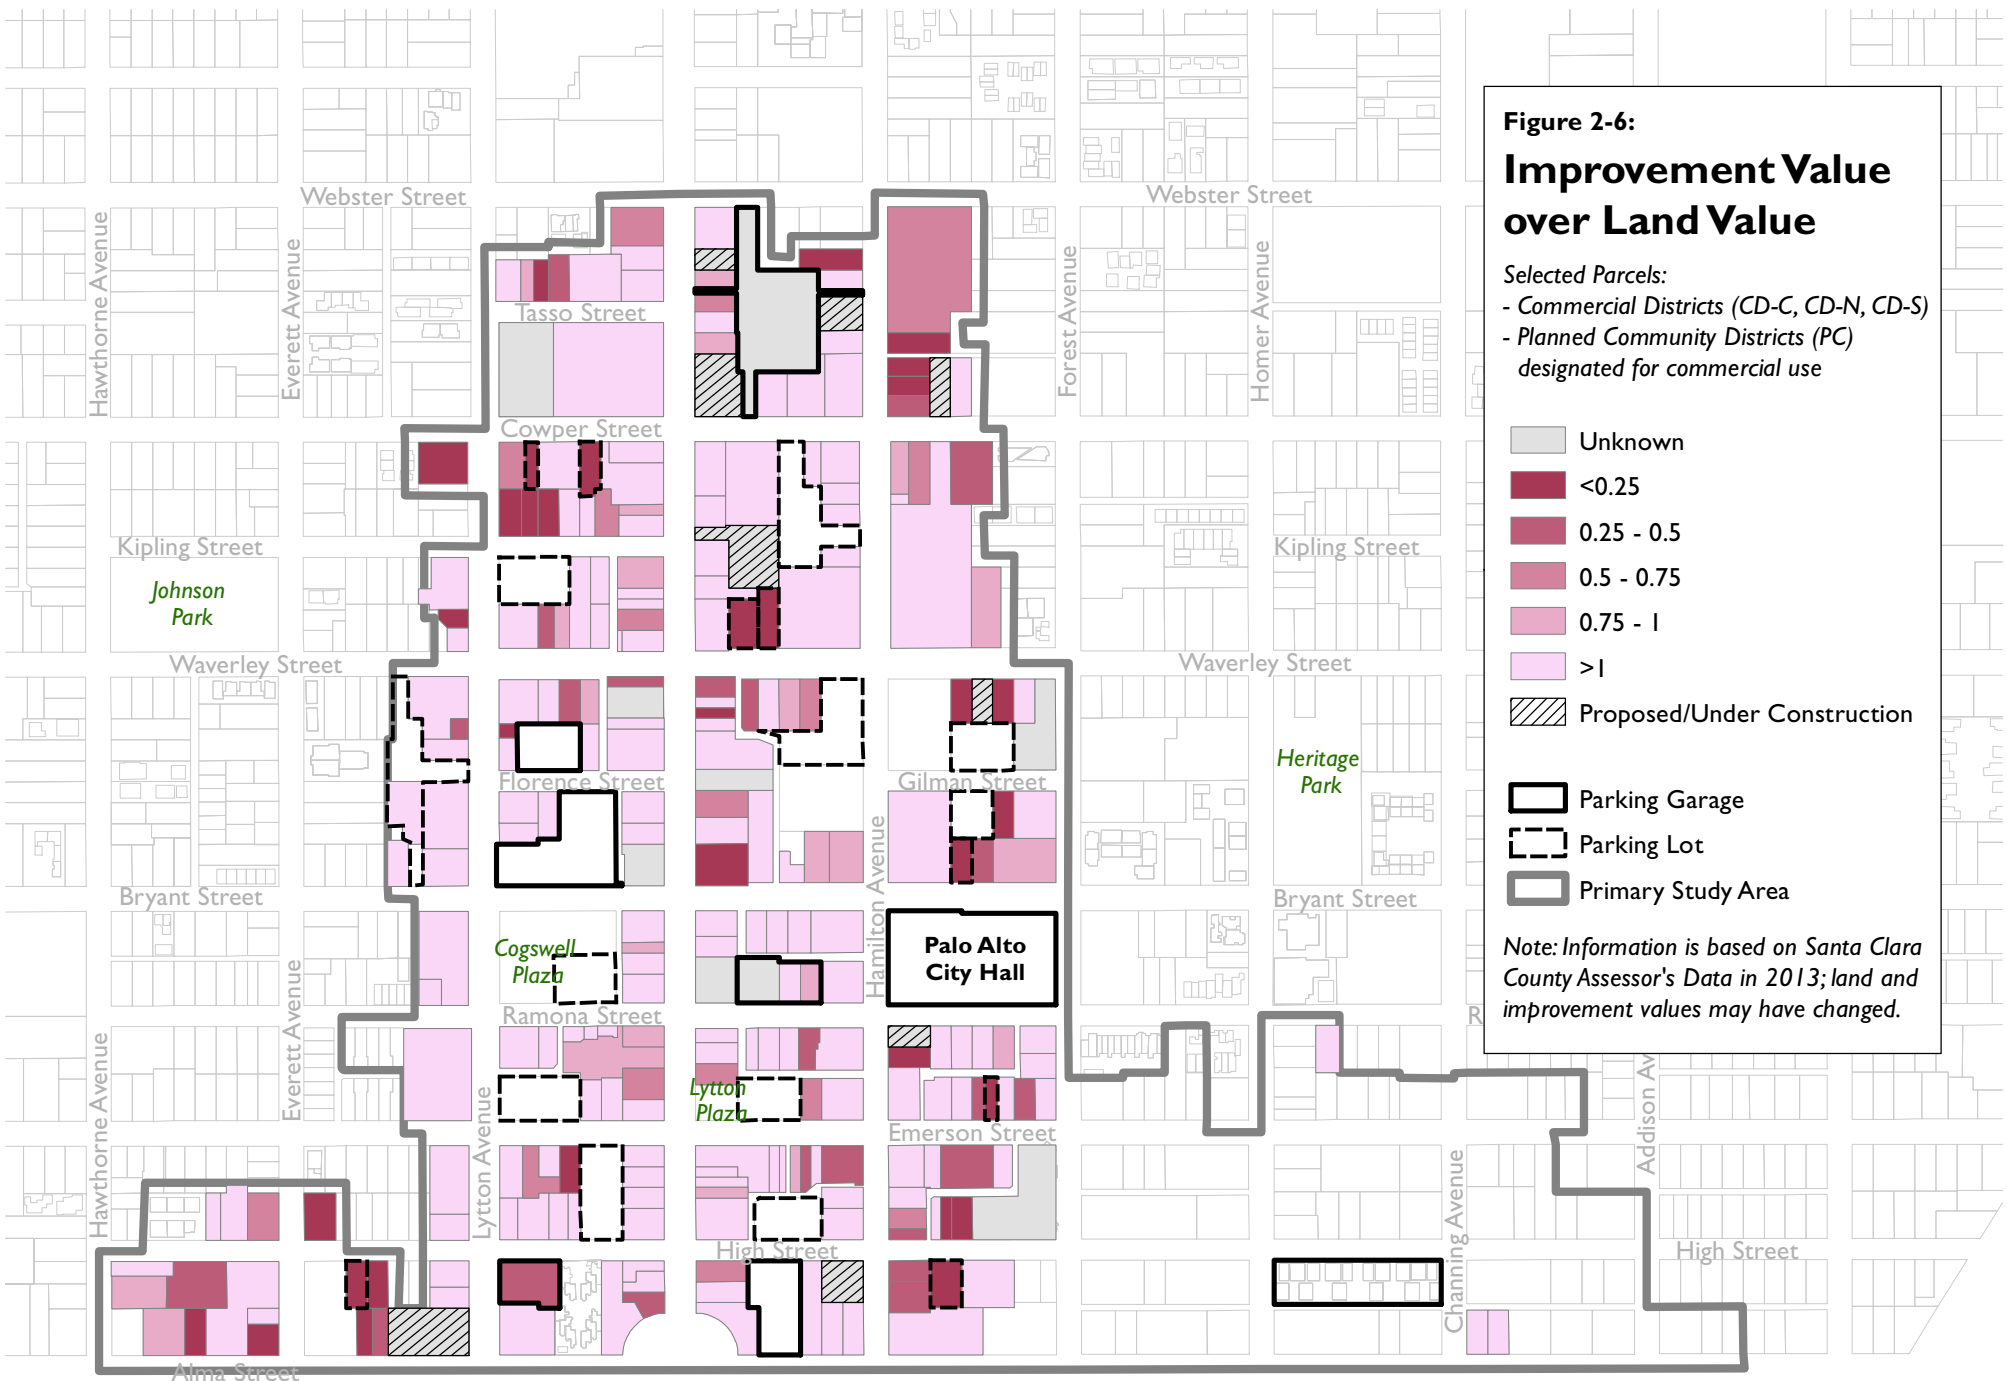 Figure 2-6:
Improvement Value
over Land Value
Selected Parcels:
- Commercial Districts (CD-C, CD-N, CD-S)
- Planned Community Districts (PC)
designated for commercial use
Unknown
<0.25
0.25 - 0.5
0.5 - 0.75
0.75 - 1
>1
Proposed/Under Construction
Parking Garage
Parking Lot
Primary Study Area
Note: Information is based on Santa Clara
County Assessor's Data in 2013; land and
improvement values may have changed.
Webster Street
Webster Street
Hawthorne Avenue
Everett Avenue
Forest Avenue
Homer Avenue
Tasso Street
Cowper Street
Kipling Street
Kipling Street
Johnson
Park
Waverley Street
Waverley Street
Heritage
Park
Florence Street
Gilman Street
Hamilton Avenue
Bryant Street
Bryant Street
Cogswell
Plaza
Palo Alto
City Hall
Ramona Street
R
Everett Avenue
Hawthorne Avenue
Lytton Avenue
Lytton
Plaza
Emerson Street
Addison Av
Channing Avenue
High Street
High Street
Alma Street